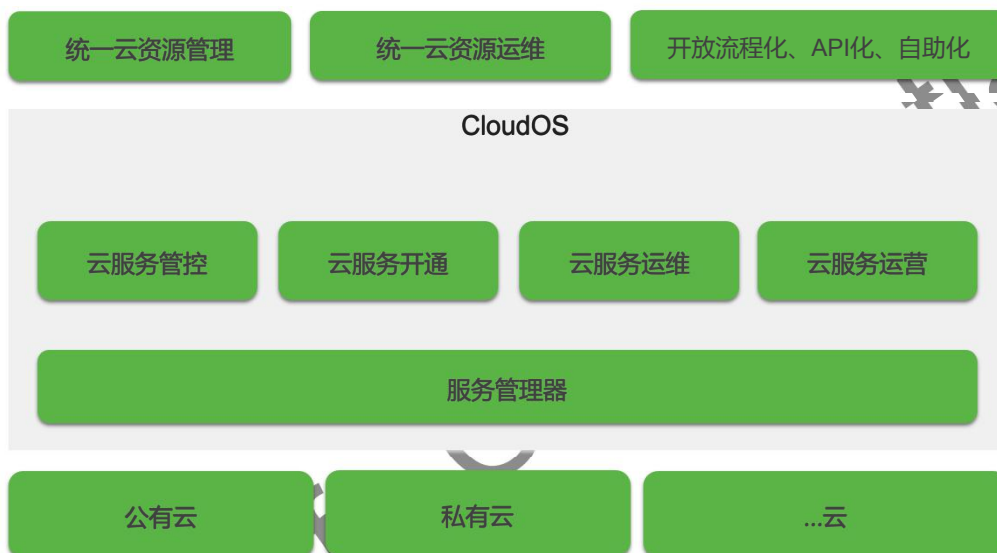 统一云资源管理
统一云资源运维
开放流程化、API化、自助化
CloudOS
云服务管控
云服务开通
云服务运维
云服务运营
服务管理器
公有云
私有云
...云